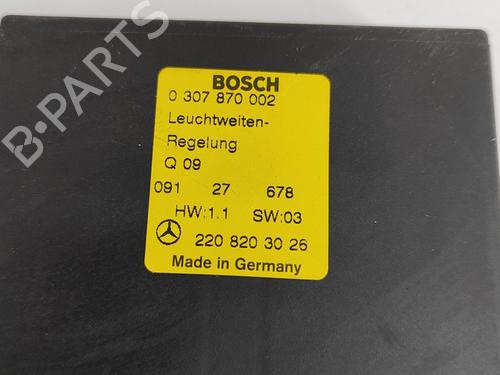 BOSCH
0 307 870 002
Leuchtweiten-
Regelung
Q 09
091 27 678
HW:1.1 SW:03
220 820 30 26
Made in Germany
B-PARTS